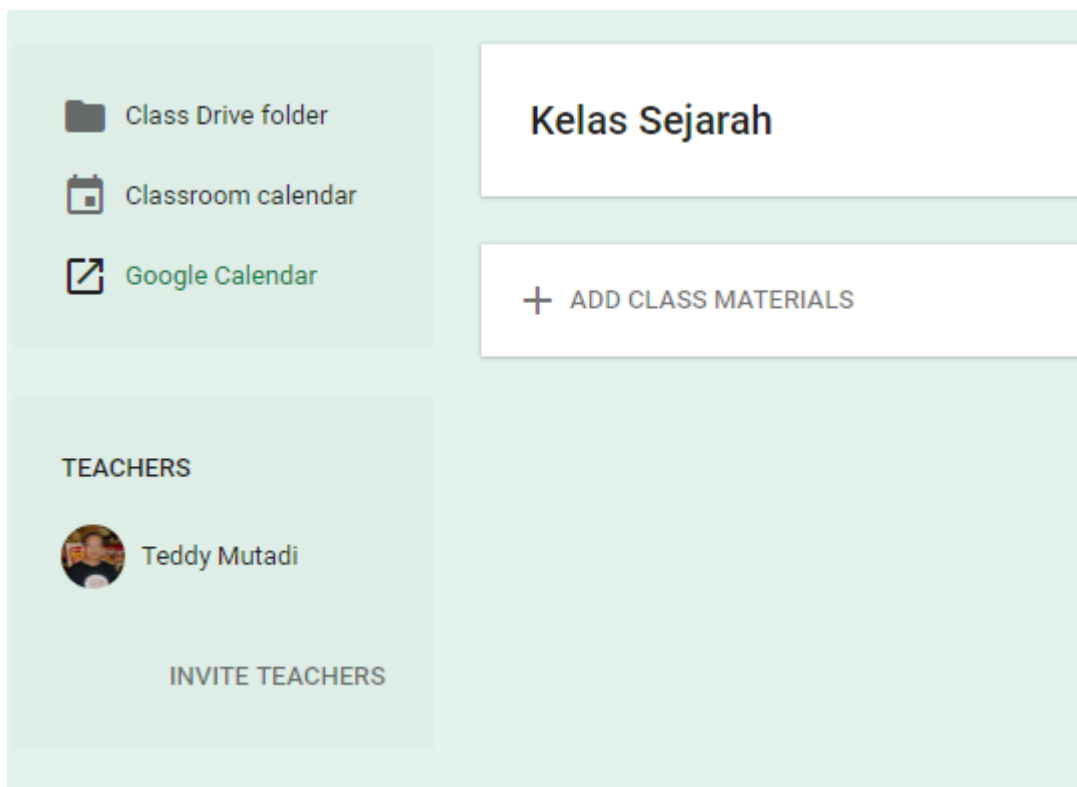 Class Drive folder
Classroom calendar
Google Calendar
TEACHERS
Teddy Mutadi
INVITE TEACHERS
Kelas Sejarah
ADD CLASS MATERIALS